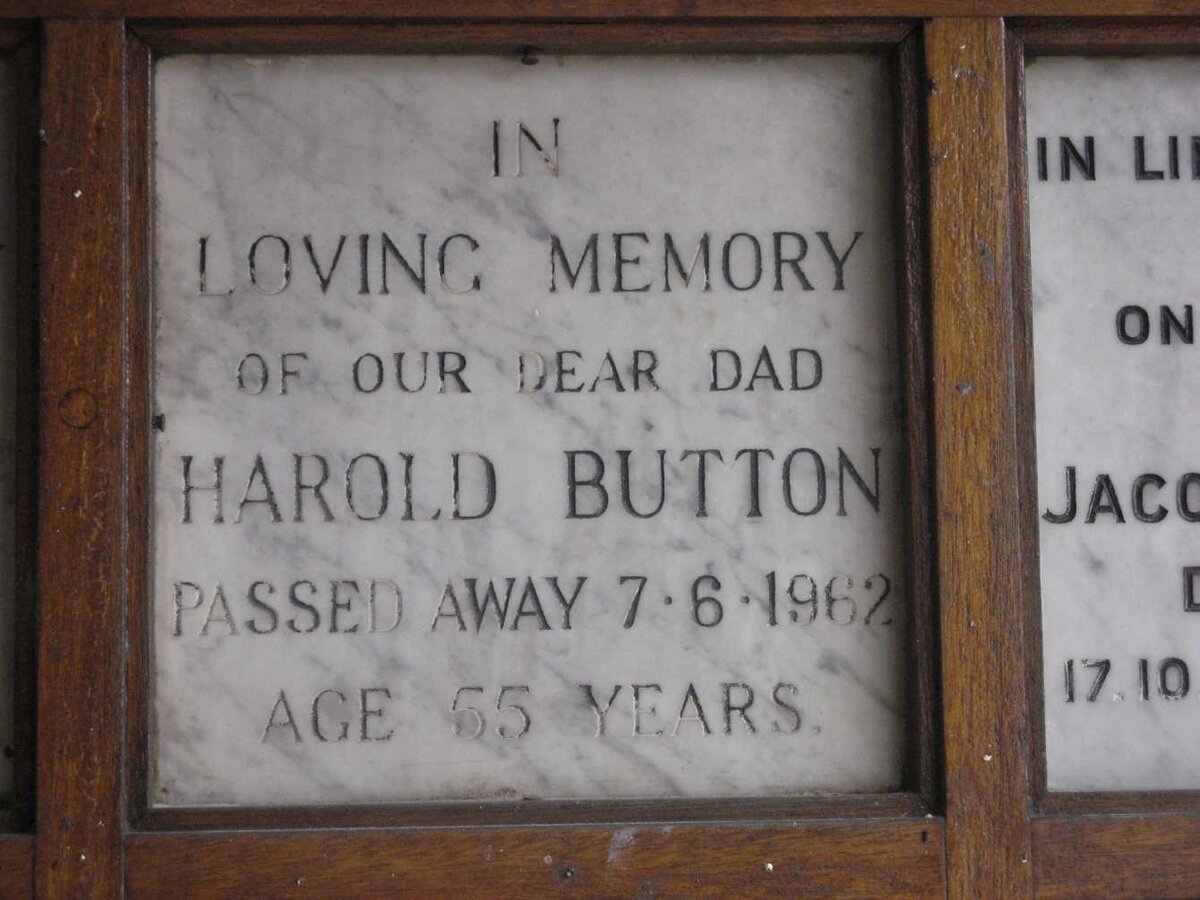 IN
LOVING MEMORY
OF OUR DEAR DAD
HAROLD BUTTON
PASSED AWAY 7·6·1962
AGE 55 YEARS.
IN
ON
17.10